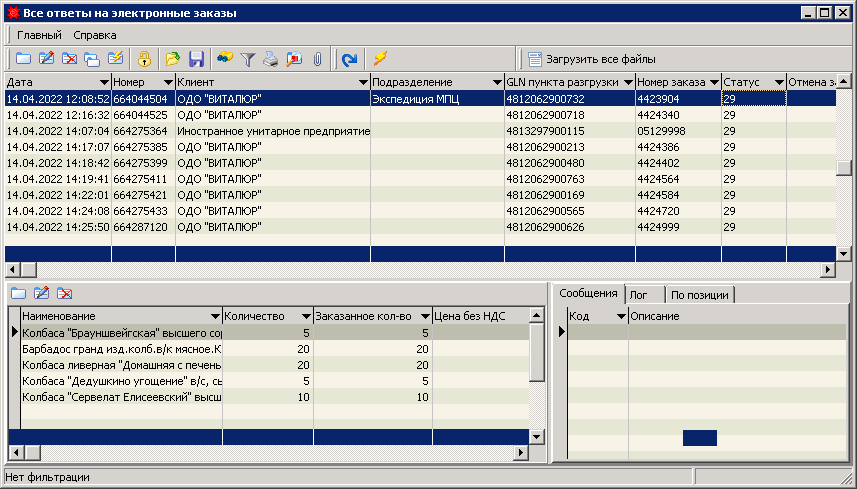 Все ответы на электронные заказы
Главный Справка
Загрузить все файлы
Дата Номер Клиент Подразделение GLN пункта разгрузки Номер заказа Статус Отмена
14.04.2022 12:08:52 664044504 ОДО "ВИТАЛЮР" Экспедиция МПЦ 4812062900732 4423904 29
14.04.2022 12:16:32 664044525 ОДО "ВИТАЛЮР" 4812062900718 4424340 29
14.04.2022 14:07:04 664275364 Иностранное унитарное предприятие 4813297900115 05129998 29
14.04.2022 14:17:07 664275385 ОДО "ВИТАЛЮР" 4812062900213 4424386 29
14.04.2022 14:18:42 664275399 ОДО "ВИТАЛЮР" 4812062900480 4424402 29
14.04.2022 14:19:41 664275411 ОДО "ВИТАЛЮР" 4812062900763 4424564 29
14.04.2022 14:22:01 664275421 ОДО "ВИТАЛЮР" 4812062900169 4424584 29
14.04.2022 14:24:08 664275433 ОДО "ВИТАЛЮР" 4812062900565 4424720 29
14.04.2022 14:25:50 664287120 ОДО "ВИТАЛЮР" 4812062900626 4424999 29
Наименование Количество Заказанное кол-во Цена без НДС
Колбаса "Брауншвейгская" высшего сор 5 5
Барбадос гранд изд.колб.в/к мясное.К 20 20
Колбаса ливерная "Домашняя с печень 20 20
Колбаса "Дедушкино угощение" в/с, сы 5 5
Колбаса "Сервелат Елисеевский" высш 10 10
Сообщения Лог По позиции
Код Описание
Нет фильтрации